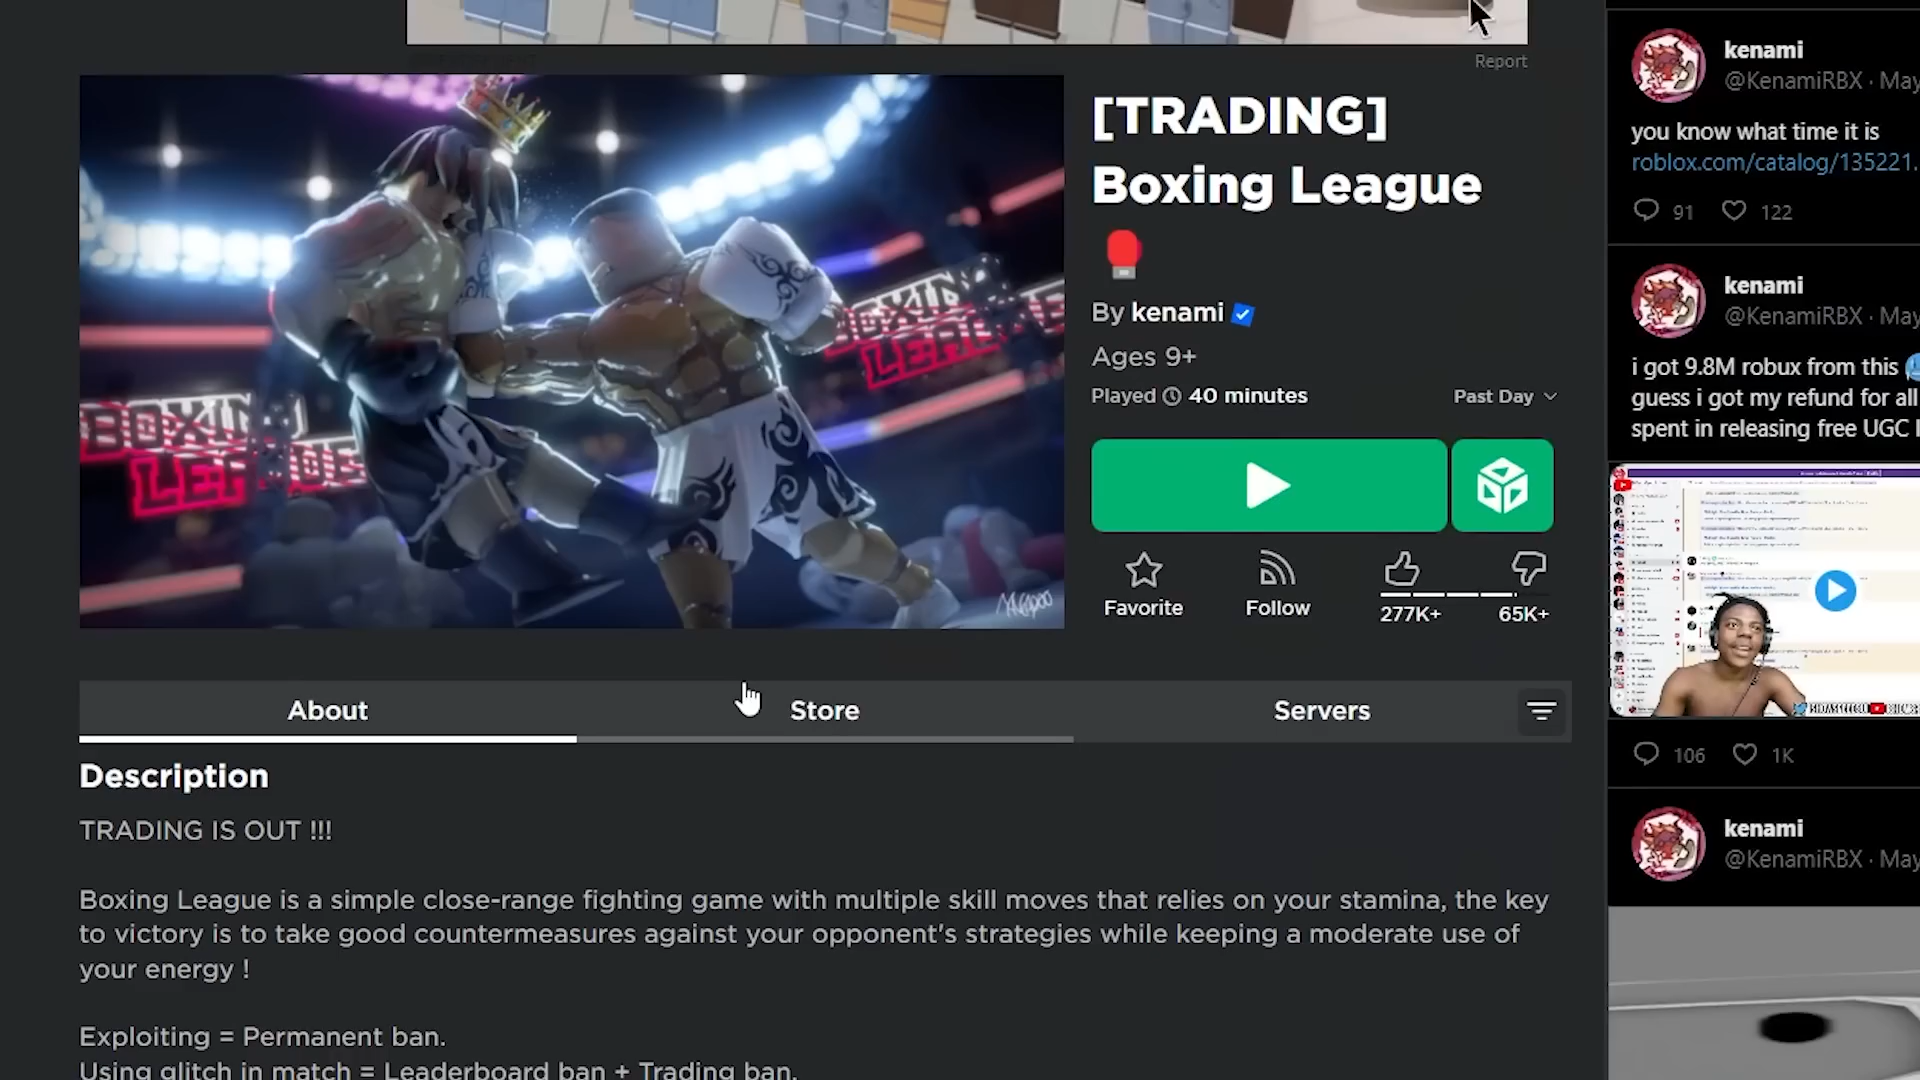 Report
[TRADING]
Boxing League
By kenami
Ages 9+
Played 40 minutes
Past Day
Favorite
Follow
277K+
65K+
BOXING
LEAGUE
BOXING
LEAGUE
About
Store
Servers
Description
TRADING IS OUT !!!
Boxing League is a simple close-range fighting game with multiple skill moves that relies on your stamina, the key
to victory is to take good countermeasures against your opponent's strategies while keeping a moderate use of
your energy !
Exploiting = Permanent ban.
Using glitch in match = Leaderboard ban + Trading ban.
kenami
@KenamiRBX · May
you know what time it is
roblox.com/catalog/135221.
91
122
kenami
@KenamiRBX · May
i got 9.8M robux from this
guess i got my refund for all
spent in releasing free UGC
106
1K
kenami
@KenamiRBX · May